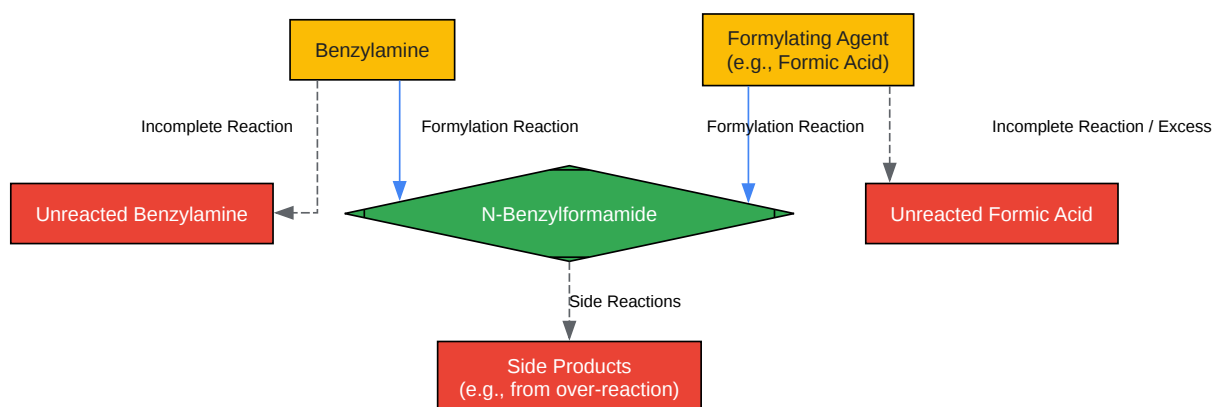 Benzylamine
Formylating Agent
(e.g., Formic Acid)
Incomplete Reaction
Formylation Reaction
Formylation Reaction
Incomplete Reaction / Excess
Unreacted Benzylamine
N-Benzylformamide
Unreacted Formic Acid
Side Reactions
Side Products
(e.g., from over-reaction)